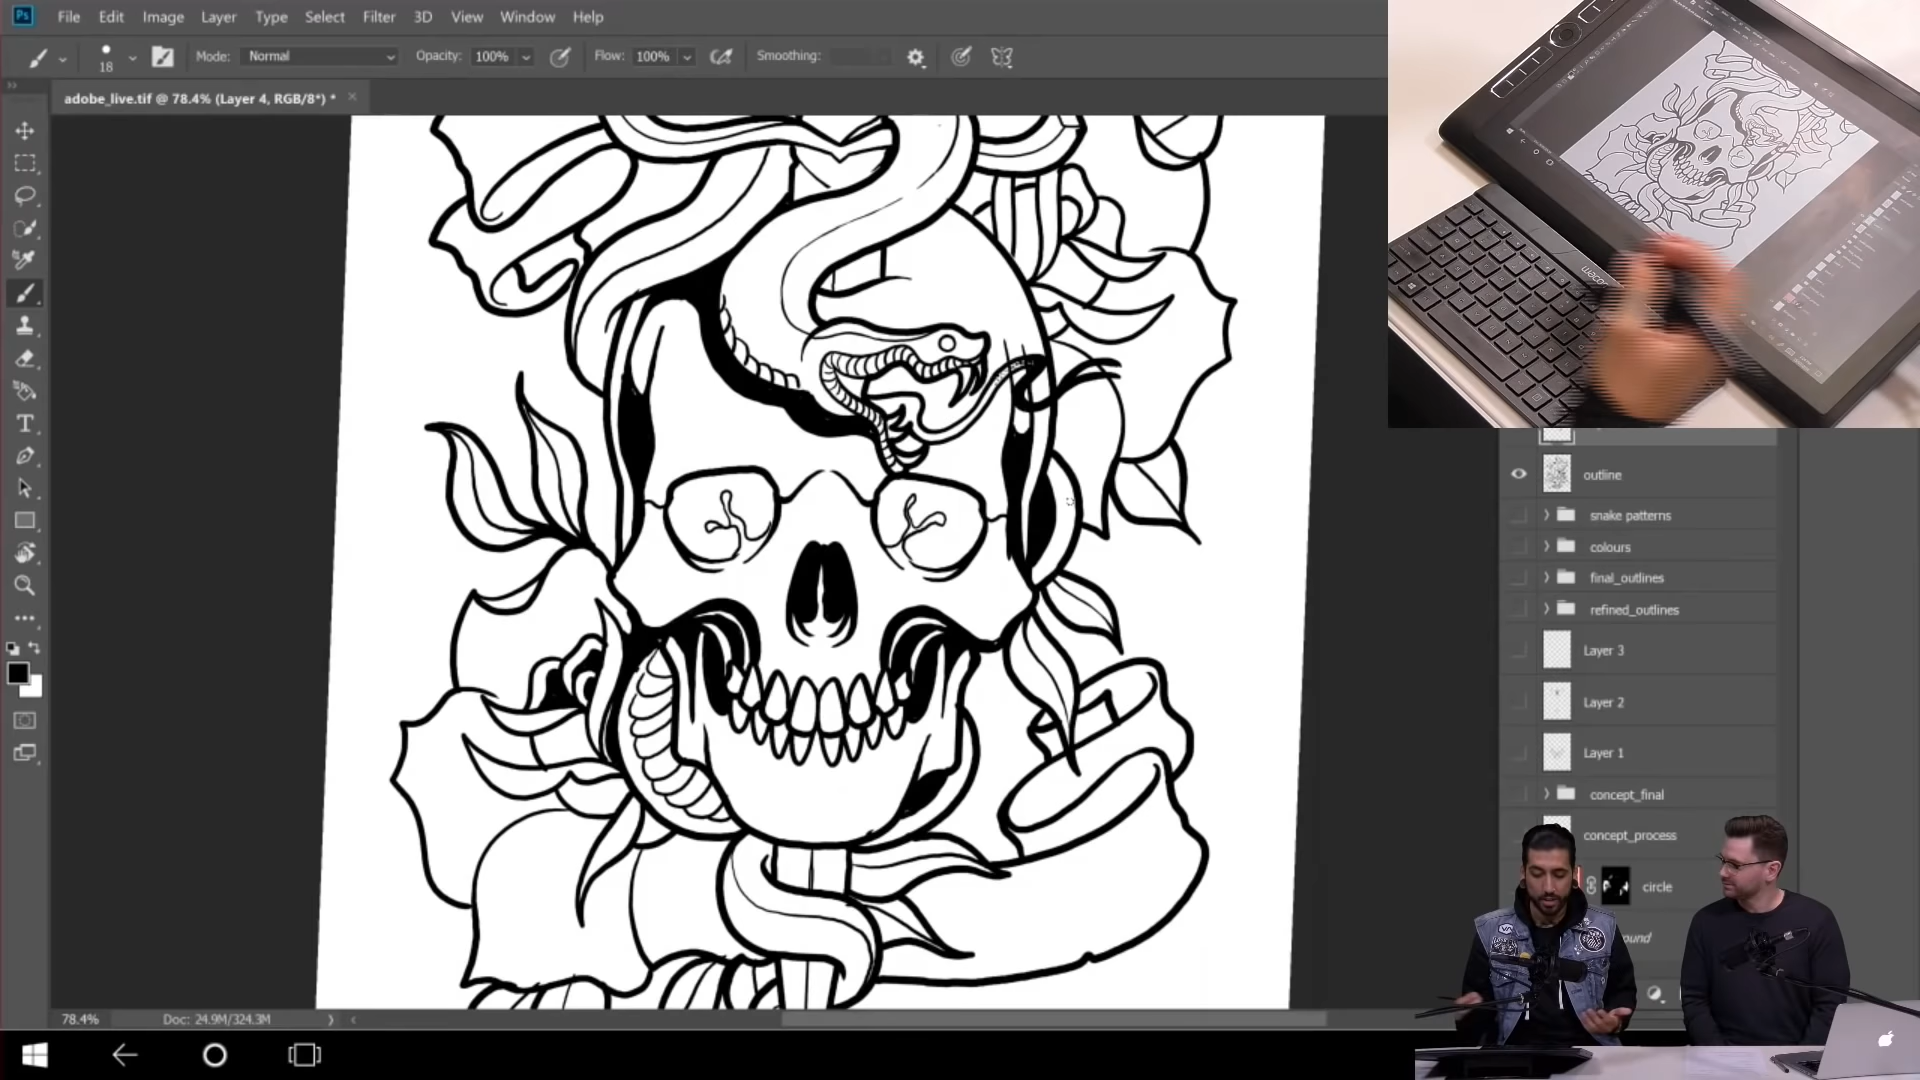 Ps File Edit Image Layer Type Select Filter 3D View Window Help
18 Mode: Normal Opacity: 100% Flow: 100% Smoothing:
adobe_live.tif @ 78.4% (Layer 4, RGB/8*) *
outline
snake patterns
colours
final_outlines
refined_outlines
Layer 3
Layer 2
Layer 1
concept_final
concept_process
circle
ound
78.4% Doc: 24.9M/324.3M
wacom